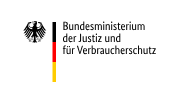 Bundesministerium
der Justiz und
für Verbraucherschutz